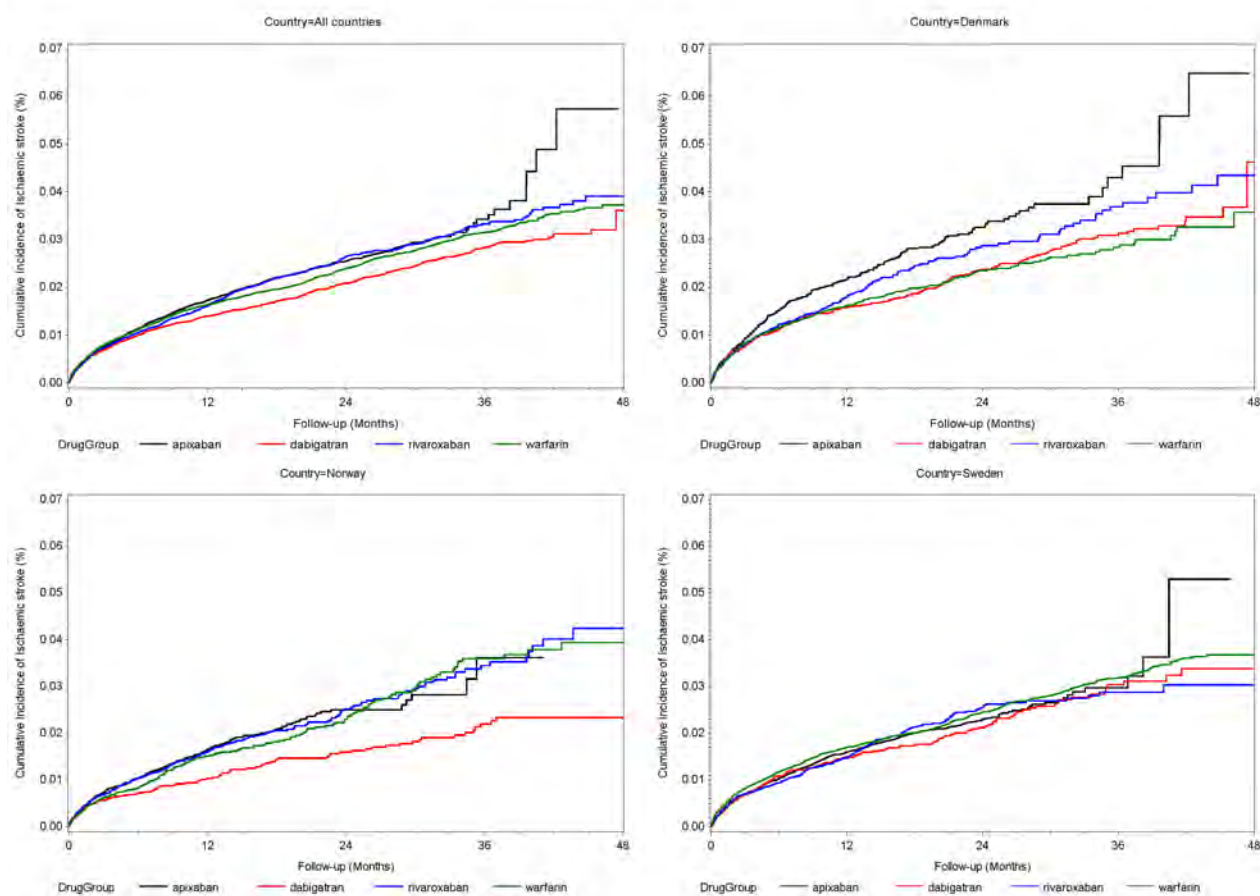 Country=All countries
0.07
0.06
0.05
0.04
0.03
0.02
0.01
0.00
Cumulative Incidence of Ischaemic stroke (%)
0 12 24 36 48
Follow-up (Months)
DrugGroup apixaban dabigatran rivaroxaban warfarin
Country=Denmark
0.07
0.06
0.05
0.04
0.03
0.02
0.01
0.00
Cumulative Incidence of Ischaemic stroke (%)
0 12 24 36 48
Follow-up (Months)
DrugGroup apixaban dabigatran rivaroxaban warfarin
Country=Norway
0.07
0.06
0.05
0.04
0.03
0.02
0.01
0.00
Cumulative Incidence of Ischaemic stroke (%)
0 12 24 36 48
Follow-up (Months)
DrugGroup apixaban dabigatran rivaroxaban warfarin
Country=Sweden
0.07
0.06
0.05
0.04
0.03
0.02
0.01
0.00
Cumulative Incidence of Ischaemic stroke (%)
0 12 24 36 48
Follow-up (Months)
DrugGroup apixaban dabigatran rivaroxaban warfarin